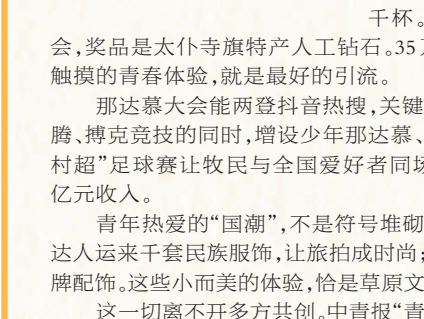 千杯。
会,奖品是太仆寺旗特产人工钻石。35
触摸的青春体验,就是最好的引流。
那达慕大会能两登抖音热搜,关键
腾、搏克竞技的同时,增设少年那达慕、
村超”足球赛让牧民与全国爱好者同场
亿元收入。
青年热爱的“国潮”,不是符号堆砌
达人运来千套民族服饰,让旅拍成时尚;
牌配饰。这些小而美的体验,恰是草原文
这一切离不开多方共创。中青报“青